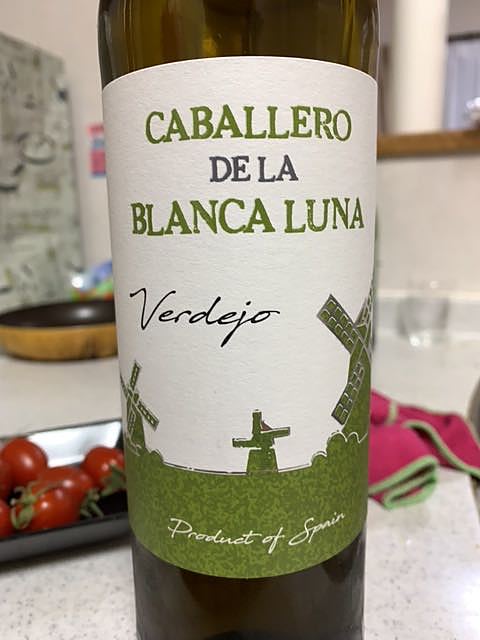 CABALLERO
DE LA
BLANCA LUNA
Verdejo
Product of Spain